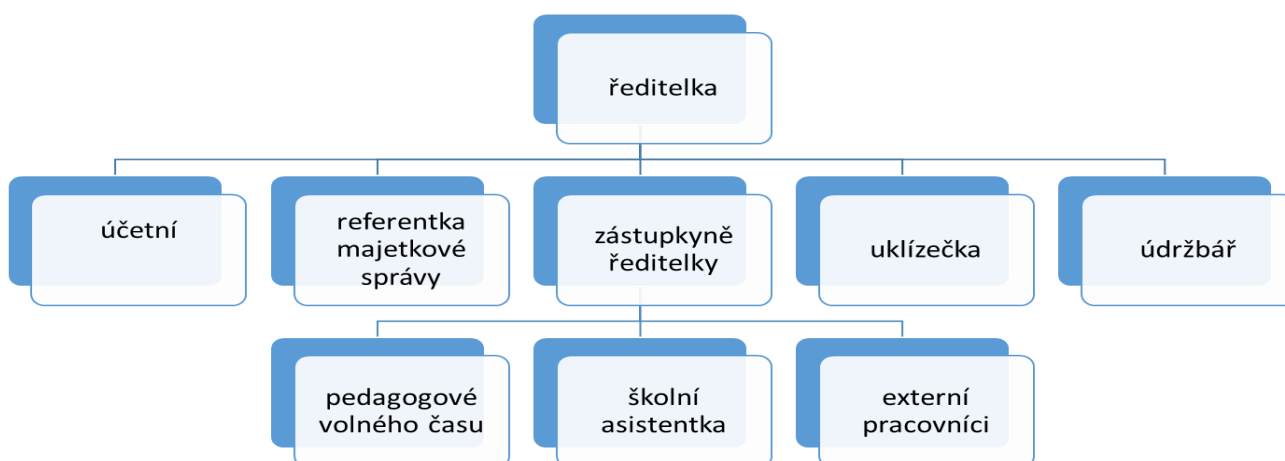 ředitelka
účetní
referentka
majetkové
správy
zástupkyně
ředitelky
uklízečka
údržbář
pedagogové
volného času
školní
asistentka
externí
pracovníci